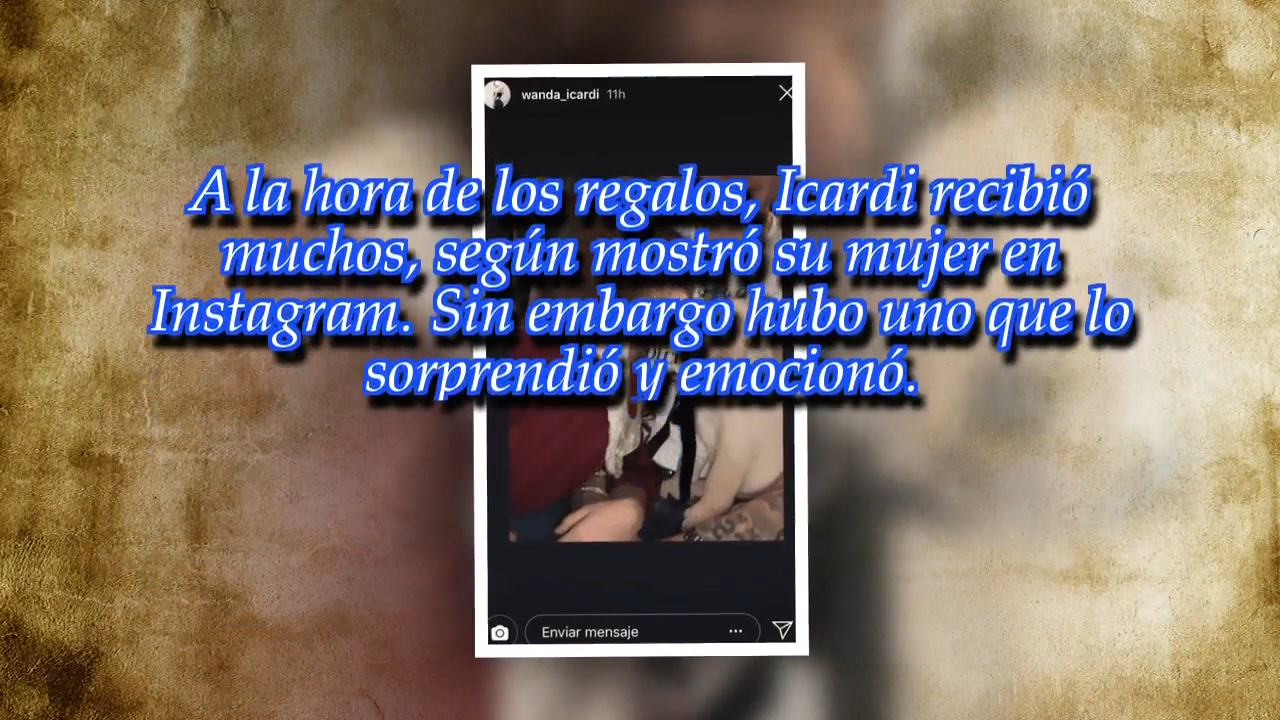 wanda_icardi 11h
A la hora de los regalos, Icardi recibió
muchos, según mostró su mujer en
Instagram. Sin embargo hubo uno que lo
sorprendió y emocionó.
Enviar mensaje